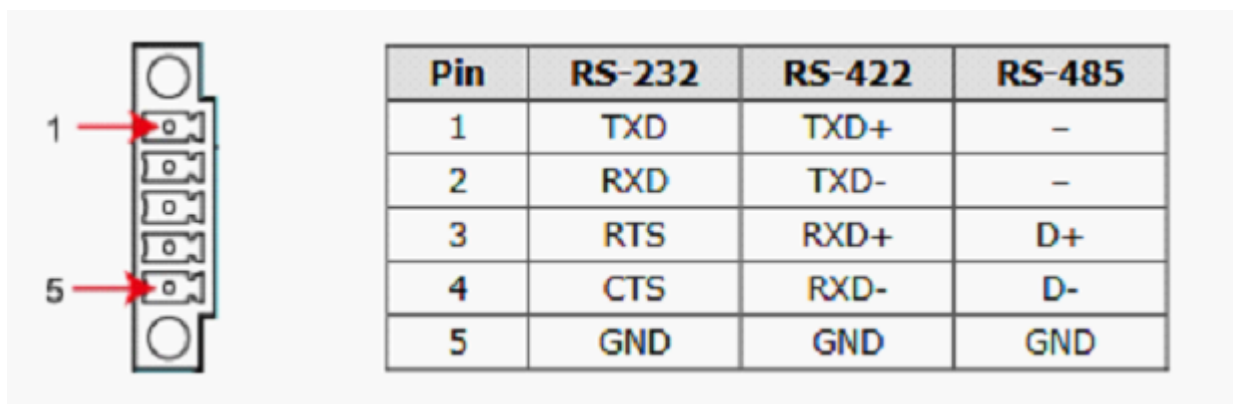 Pin RS-232 RS-422 RS-485
1 1 TXD TXD+ –
2 RXD TXD- –
3 RTS RXD+ D+
5 4 CTS RXD- D-
5 GND GND GND